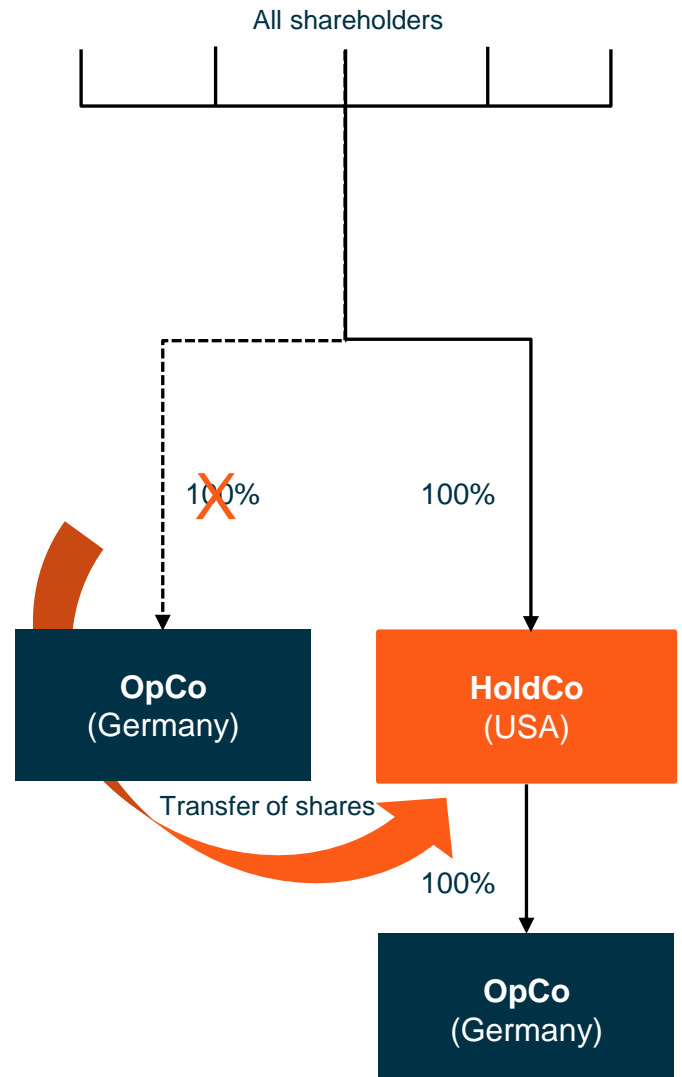 All shareholders
100%
X
100%
OpCo
(Germany)
HoldCo
(USA)
Transfer of shares
100%
OpCo
(Germany)